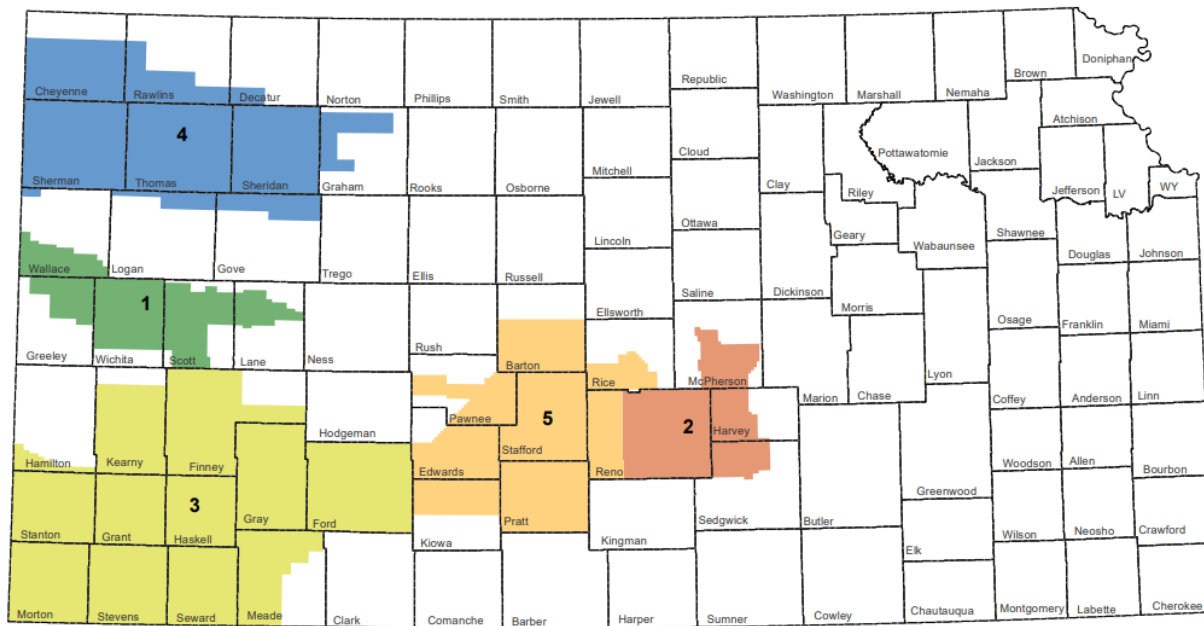 Doniphan
Republic
Brown
Cheyenne
Rawlins
Decatur
Norton
Phillips
Smith
Jewell
Washington
Marshall
Nemaha
Atchison
4
Cloud
Pottawatomie
Jackson
Mitchell
Sherman
Thomas
Sheridan
Graham
Rooks
Osborne
Clay
Riley
Jefferson
LV
WY
Ottawa
Geary
Wabaunsee
Shawnee
Lincoln
Douglas
Johnson
Wallace
Logan
Gove
Trego
Ellis
Russell
Saline
Dickinson
1
Morris
Ellsworth
Osage
Franklin
Miami
Greeley
Wichita
Scott
Lane
Ness
Rush
Barton
Rice
McPherson
Lyon
Marion
Chase
Coffey
Anderson
Linn
Pawnee
5
2
Harvey
Hodgeman
Stafford
Hamilton
Kearny
Finney
Edwards
Reno
Woodson
Allen
Bourbon
Greenwood
3
Gray
Ford
Pratt
Sedgwick
Butler
Stanton
Grant
Haskell
Kiowa
Kingman
Wilson
Neosho
Crawford
Elk
Morton
Stevens
Seward
Meade
Clark
Comanche
Barber
Harper
Sumner
Cowley
Chautauqua
Montgomery
Labette
Cherokee